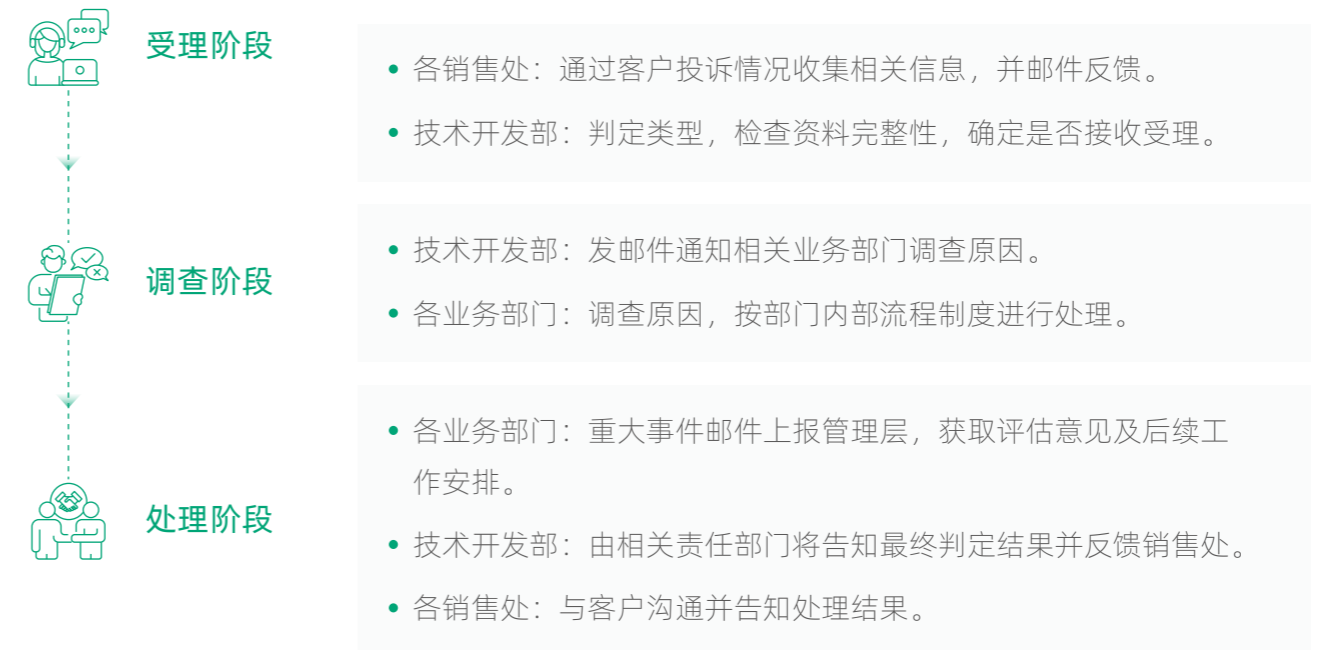 受理阶段
• 各销售处：通过客户投诉情况收集相关信息，并邮件反馈。
• 技术开发部：判定类型，检查资料完整性，确定是否接收受理。
调查阶段
• 技术开发部：发邮件通知相关业务部门调查原因。
• 各业务部门：调查原因，按部门内部流程制度进行处理。
处理阶段
• 各业务部门：重大事件邮件上报管理层，获取评估意见及后续工
作安排。
• 技术开发部：由相关责任部门将告知最终判定结果并反馈销售处。
• 各销售处：与客户沟通并告知处理结果。